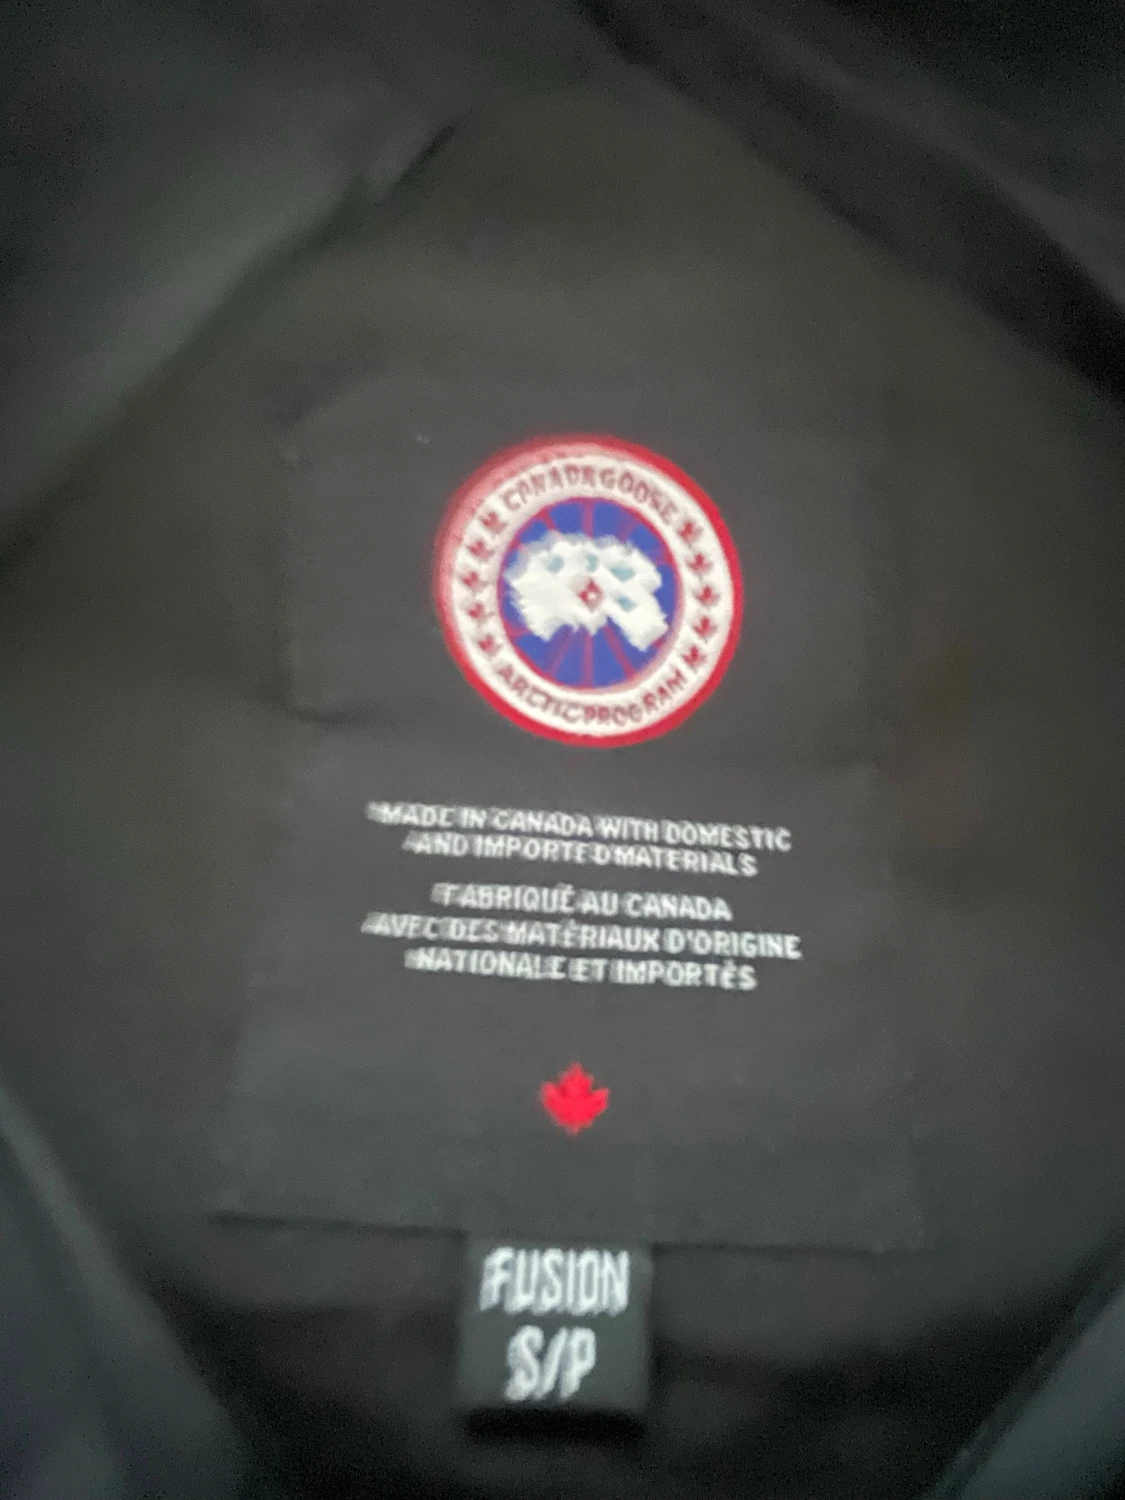 CANADA GOOSE
ARCTIC PROGRAM
MADE IN CANADA WITH DOMESTIC
AND IMPORTED MATERIALS
FABRIQUÉ AU CANADA
AVEC DES MATÉRIAUX D'ORIGINE
NATIONALE ET IMPORTÉS
FUSION
S/P